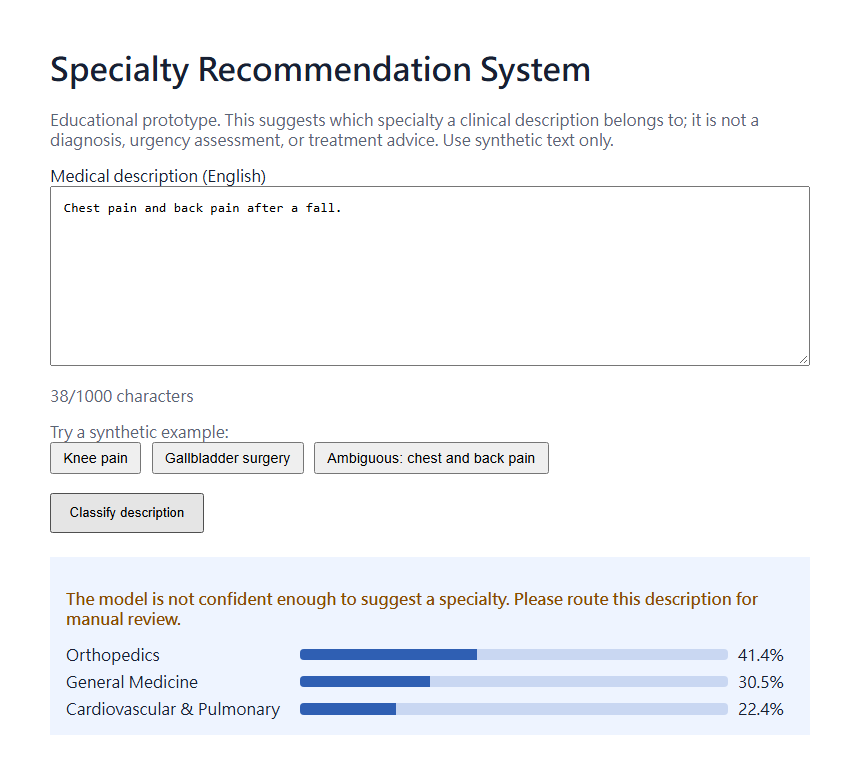 Specialty Recommendation System
Educational prototype. This suggests which specialty a clinical description belongs to; it is not a
diagnosis, urgency assessment, or treatment advice. Use synthetic text only.
Medical description (English)
Chest pain and back pain after a fall.
38/1000 characters
Try a synthetic example:
Knee pain
Gallbladder surgery
Ambiguous: chest and back pain
Classify description
The model is not confident enough to suggest a specialty. Please route this description for
manual review.
Orthopedics 41.4%
General Medicine 30.5%
Cardiovascular & Pulmonary 22.4%